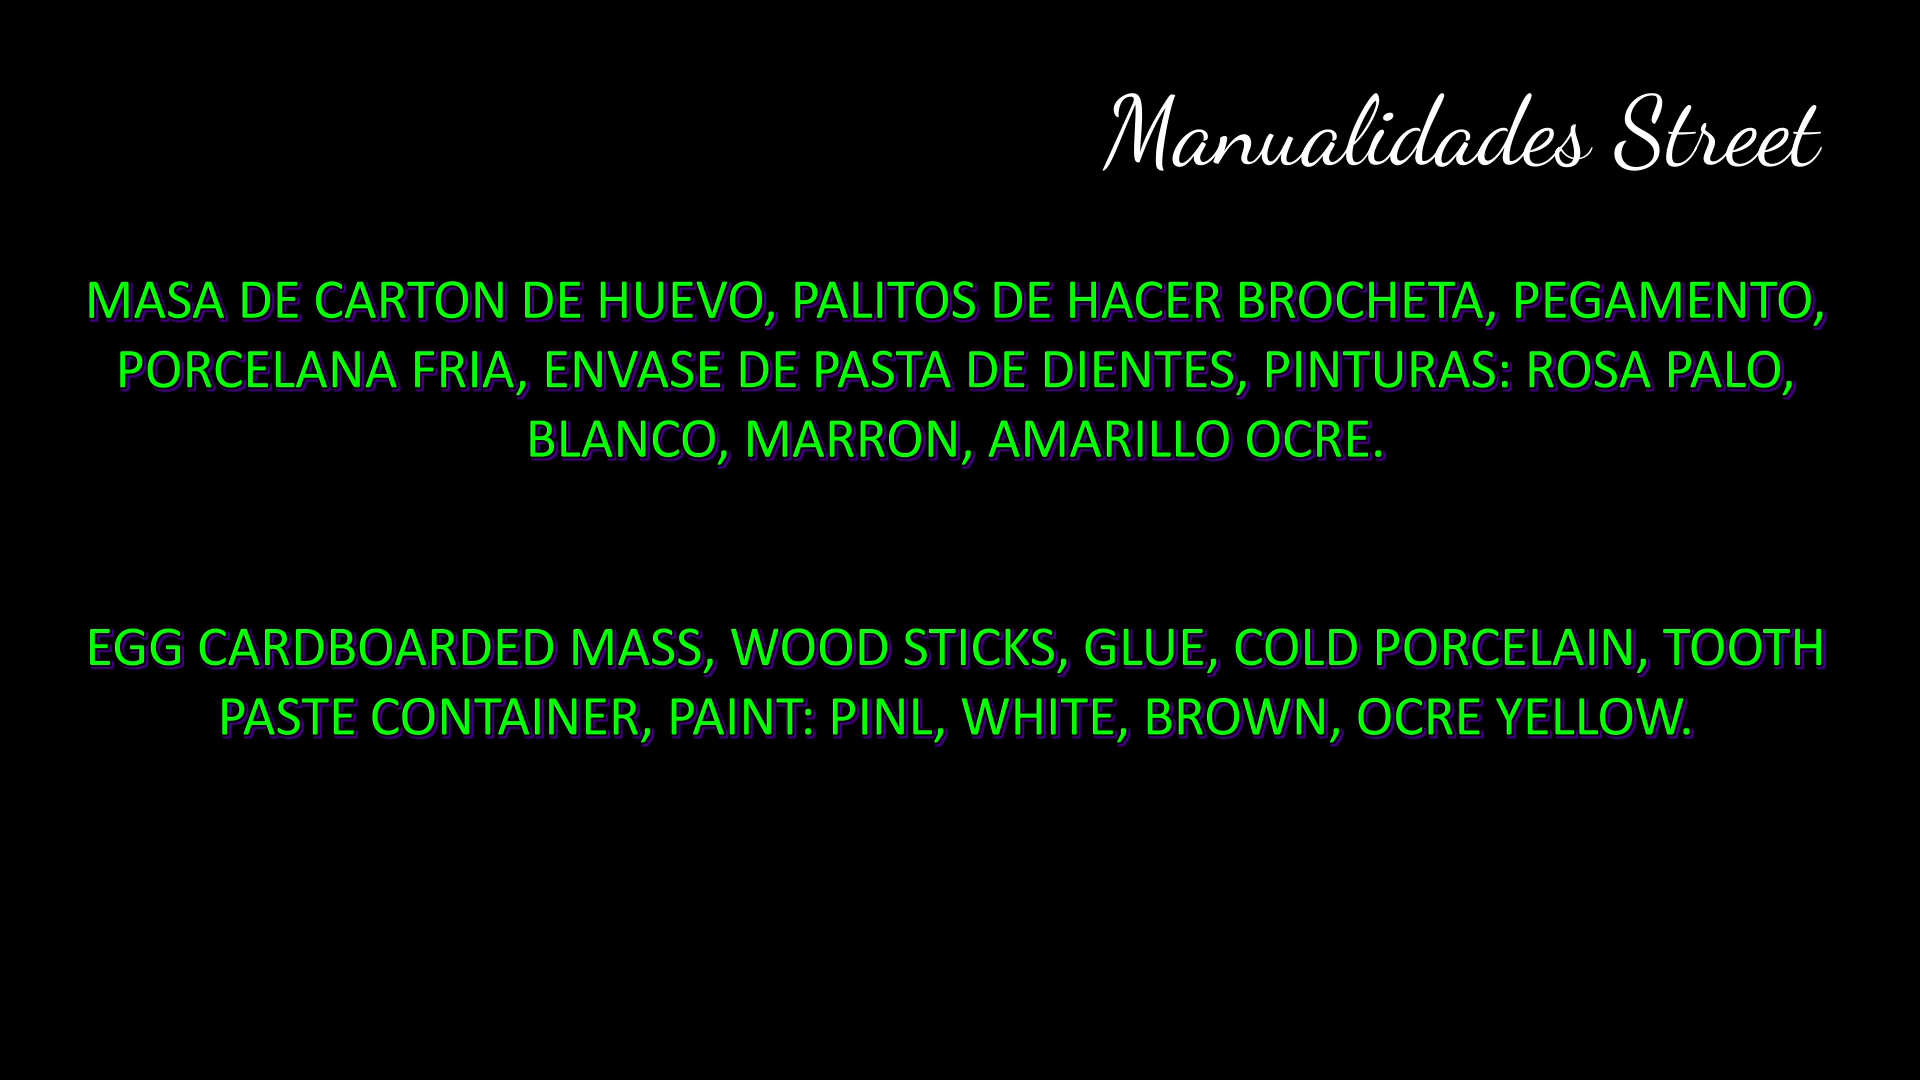 Manualidades Street
MASA DE CARTON DE HUEVO, PALITOS DE HACER BROCHETA, PEGAMENTO,
PORCELANA FRIA, ENVASE DE PASTA DE DIENTES, PINTURAS: ROSA PALO,
BLANCO, MARRON, AMARILLO OCRE.
EGG CARDBOARDED MASS, WOOD STICKS, GLUE, COLD PORCELAIN, TOOTH
PASTE CONTAINER, PAINT: PINL, WHITE, BROWN, OCRE YELLOW.